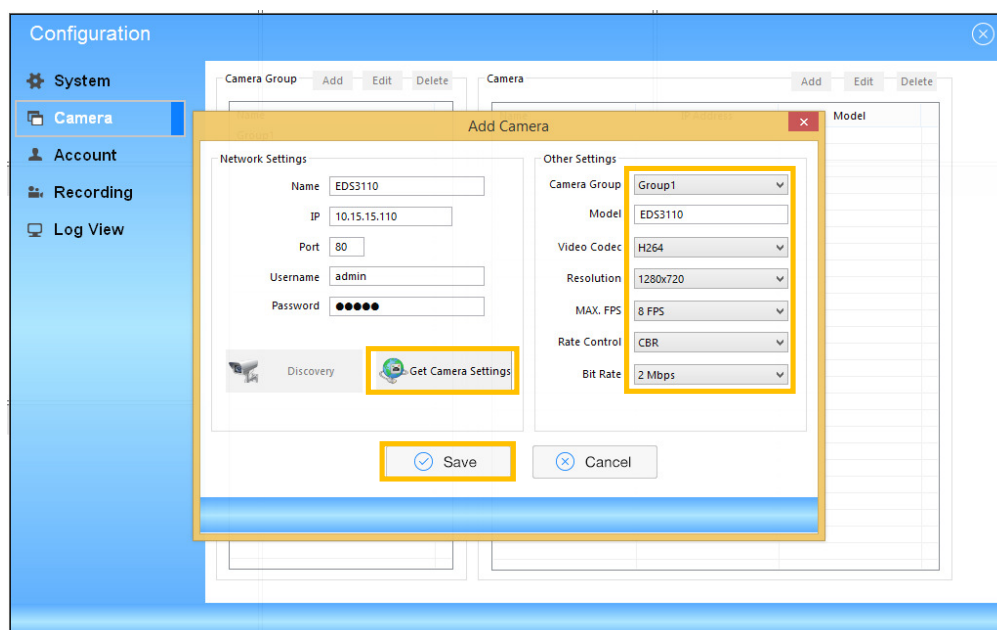 Configuration
System
Camera
Account
Recording
Log View
Camera Group Add Edit Delete
Camera Add Edit Delete
Model
Add Camera
Network Settings
Name EDS3110
IP 10.15.15.110
Port 80
Username admin
Password ●●●●●
Discovery
Get Camera Settings
Other Settings
Camera Group Group1
Model EDS3110
Video Codec H264
Resolution 1280x720
MAX. FPS 8 FPS
Rate Control CBR
Bit Rate 2 Mbps
Save
Cancel